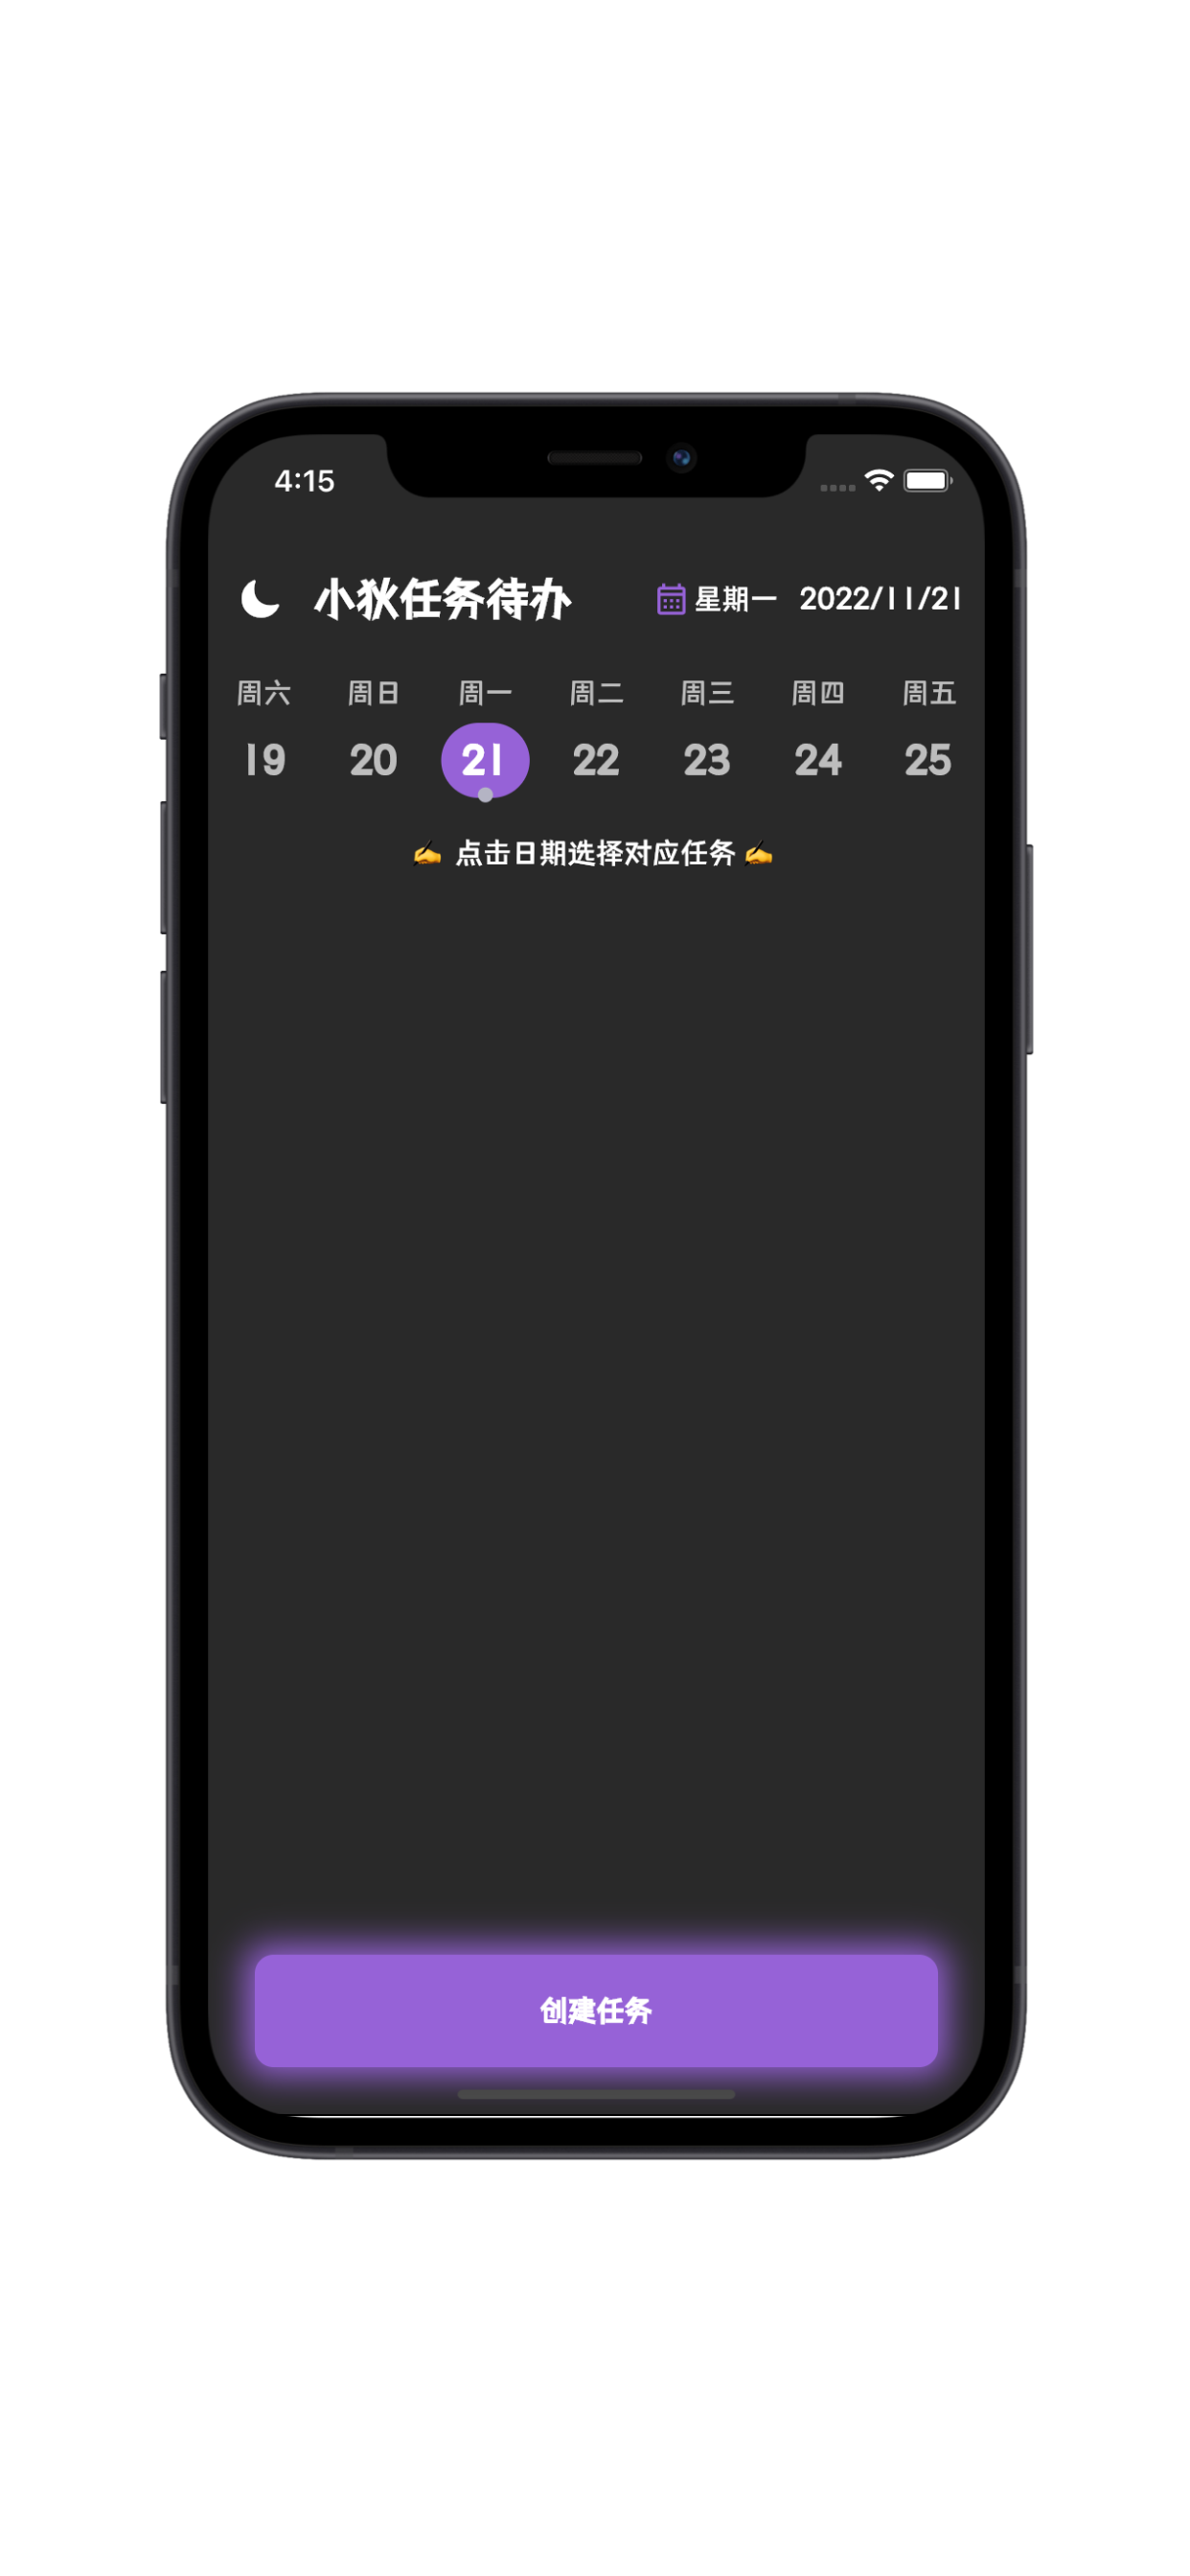 4:15
小狄任务待办 星期一 2022/11/21
周六 周日 周一 周二 周三 周四 周五
19 20 21 22 23 24 25
✍️ 点击日期选择对应任务 ✍️
创建任务